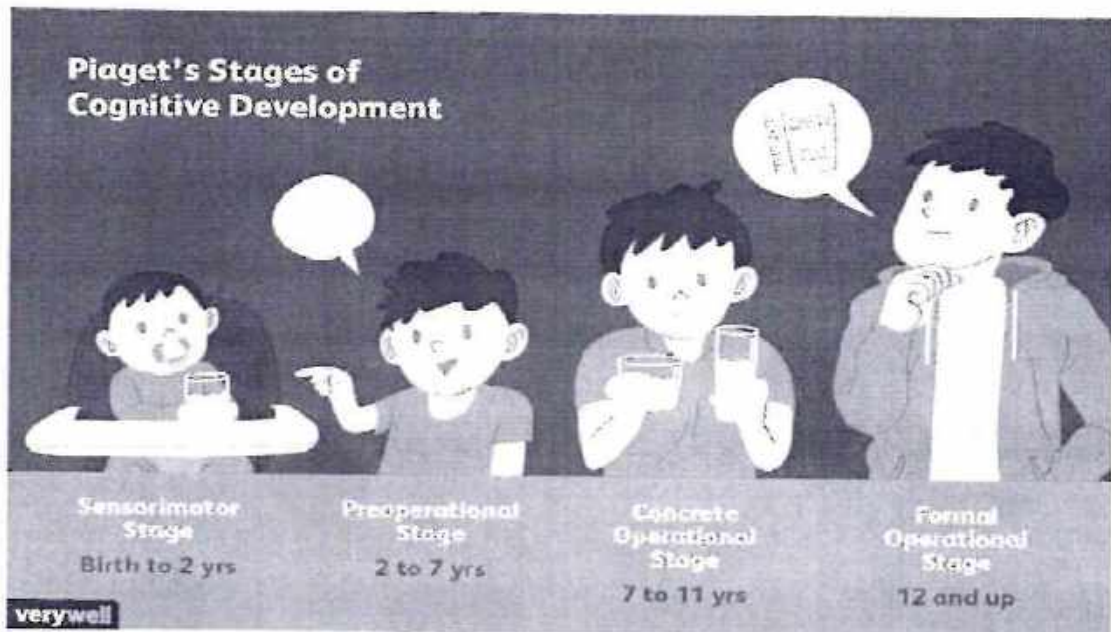 Piaget's Stages of
Cognitive Development
Sensorimotor
Stage
Birth to 2 yrs
Preoperational
Stage
2 to 7 yrs
Concrete
Operational
Stage
7 to 11 yrs
Formal
Operational
Stage
12 and up
verywell